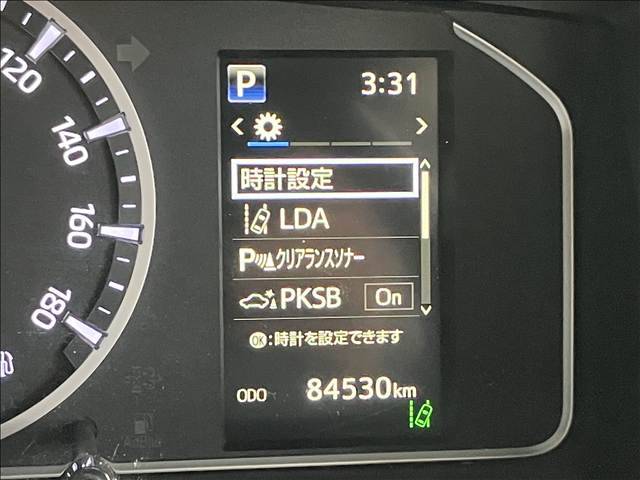 120
140
160
180
P
3:31
時計設定
LDA
Pクリアランスソナー
PKSB On
OK:時計を設定できます
ODO 84530km